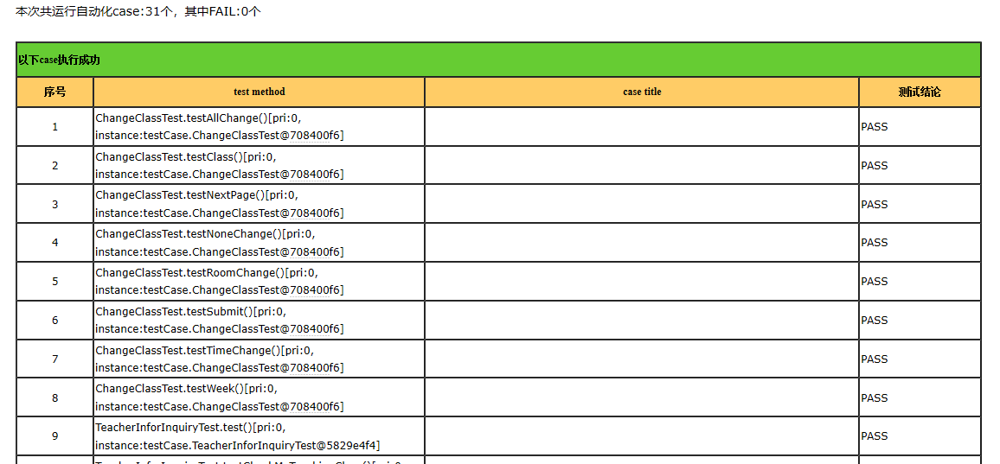 本次共运行自动化case:31个，其中FAIL:0个
以下case执行成功
序号 test method case title 测试结论
1 ChangeClassTest.testAllChange()[pri:0, PASS
instance:testCase.ChangeClassTest@708400f6]
2 ChangeClassTest.testClass()[pri:0, PASS
instance:testCase.ChangeClassTest@708400f6]
3 ChangeClassTest.testNextPage()[pri:0, PASS
instance:testCase.ChangeClassTest@708400f6]
4 ChangeClassTest.testNoneChange()[pri:0, PASS
instance:testCase.ChangeClassTest@708400f6]
5 ChangeClassTest.testRoomChange()[pri:0, PASS
instance:testCase.ChangeClassTest@708400f6]
6 ChangeClassTest.testSubmit()[pri:0, PASS
instance:testCase.ChangeClassTest@708400f6]
7 ChangeClassTest.testTimeChange()[pri:0, PASS
instance:testCase.ChangeClassTest@708400f6]
8 ChangeClassTest.testWeek()[pri:0, PASS
instance:testCase.ChangeClassTest@708400f6]
9 TeacherInforInquiryTest.test()[pri:0, PASS
instance:testCase.TeacherInforInquiryTest@5829e4f4]